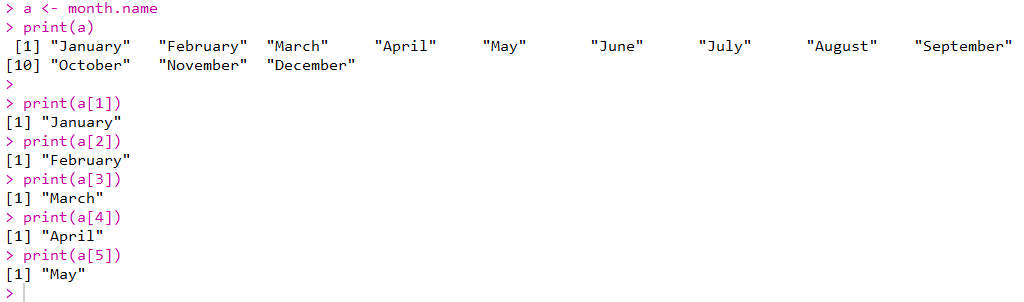 > a <- month.name
> print(a)
 [1] "January"   "February"  "March"     "April"     "May"       "June"      "July"      "August"    "September"
[10] "October"   "November"  "December"
>
> print(a[1])
[1] "January"
> print(a[2])
[1] "February"
> print(a[3])
[1] "March"
> print(a[4])
[1] "April"
> print(a[5])
[1] "May"
>